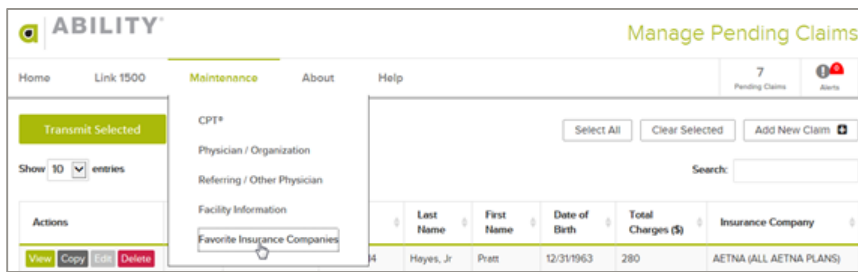 a ABILITY®
Manage Pending Claims
Home Link 1500 Maintenance About Help
7
Pending Claims
Alerts
CPT®
Physician / Organization
Referring / Other Physician
Facility Information
Favorite Insurance Companies
Transmit Selected
Select All Clear Selected Add New Claim
Show 10 entries
Search:
Actions Last Name First Name Date of Birth Total Charges ($) Insurance Company
View Copy Edit Delete Hayes, Jr Pratt 12/31/1963 280 AETNA (ALL AETNA PLANS)